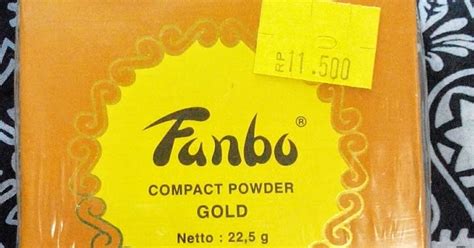 RP 11.500
Fanbo®
COMPACT POWDER
GOLD
Netto : 22,5 g